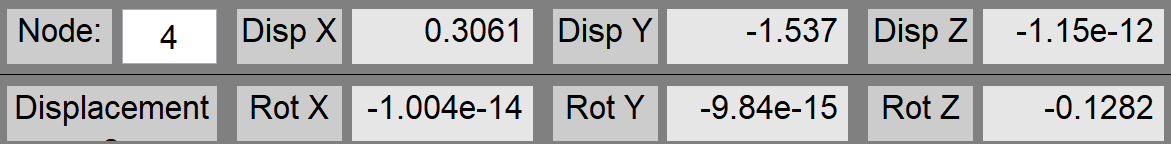 Node: 4 Disp X 0.3061 Disp Y -1.537 Disp Z -1.15e-12
Displacement Rot X -1.004e-14 Rot Y -9.84e-15 Rot Z -0.1282